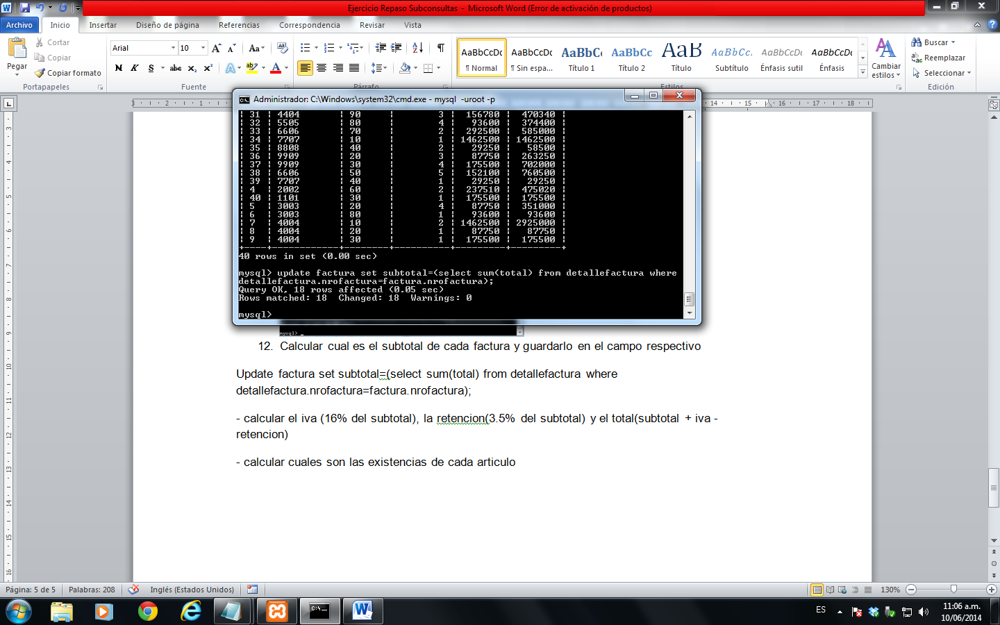 Ejercicio Repaso Subconsultas - Microsoft Word (Error de activación de productos)
Archivo Inicio Insertar Diseño de página Referencias Correspondencia Revisar Vista
Pegar
Cortar
Copiar
Copiar formato
Portapapeles
Arial 10
N K S abc x₂ x²
Fuente
Párrafo
AaBbCcDc AaBbCcDc AaBbC AaBbCc AaB AaBbCc. AaBbCcDc AaBbCcDc
¶ Normal ¶ Sin espa... Título 1 Título 2 Título Subtítulo Énfasis sutil Énfasis
Estilos
Cambiar estilos
Buscar
Reemplazar
Seleccionar
Edición
Administrador: C:\Windows\system32\cmd.exe - mysql -uroot -p
| 31 | 4404 | 90 | 3 | 156780 | 470340 |
| 32 | 5505 | 80 | 4 | 93600 | 374400 |
| 33 | 6606 | 70 | 2 | 292500 | 585000 |
| 34 | 7707 | 10 | 1 | 1462500 | 1462500 |
| 35 | 8808 | 40 | 2 | 29250 | 58500 |
| 36 | 9909 | 20 | 3 | 87750 | 263250 |
| 37 | 9909 | 30 | 4 | 175500 | 702000 |
| 38 | 6606 | 50 | 5 | 152100 | 760500 |
| 39 | 7707 | 40 | 1 | 29250 | 29250 |
| 4 | 2002 | 60 | 2 | 237510 | 475020 |
| 40 | 1101 | 30 | 1 | 175500 | 175500 |
| 5 | 3003 | 20 | 4 | 87750 | 351000 |
| 6 | 3003 | 80 | 1 | 93600 | 93600 |
| 7 | 4004 | 10 | 2 | 1462500 | 2925000 |
| 8 | 4004 | 20 | 1 | 87750 | 87750 |
| 9 | 4004 | 30 | 1 | 175500 | 175500 |
+----+------------+--------+----------+---------+---------+
40 rows in set (0.00 sec)
mysql> update factura set subtotal=(select sum(total) from detallefactura where
detallefactura.nrofactura=factura.nrofactura);
Query OK, 18 rows affected (0.05 sec)
Rows matched: 18 Changed: 18 Warnings: 0
mysql>
mysql> _
12. Calcular cual es el subtotal de cada factura y guardarlo en el campo respectivo
Update factura set subtotal=(select sum(total) from detallefactura where
detallefactura.nrofactura=factura.nrofactura);
- calcular el iva (16% del subtotal), la retencion(3.5% del subtotal) y el total(subtotal + iva -
retencion)
- calcular cuales son las existencias de cada articulo
Página: 5 de 5 Palabras: 208 Inglés (Estados Unidos) 130%
ES 11:06 a.m.
10/06/2014